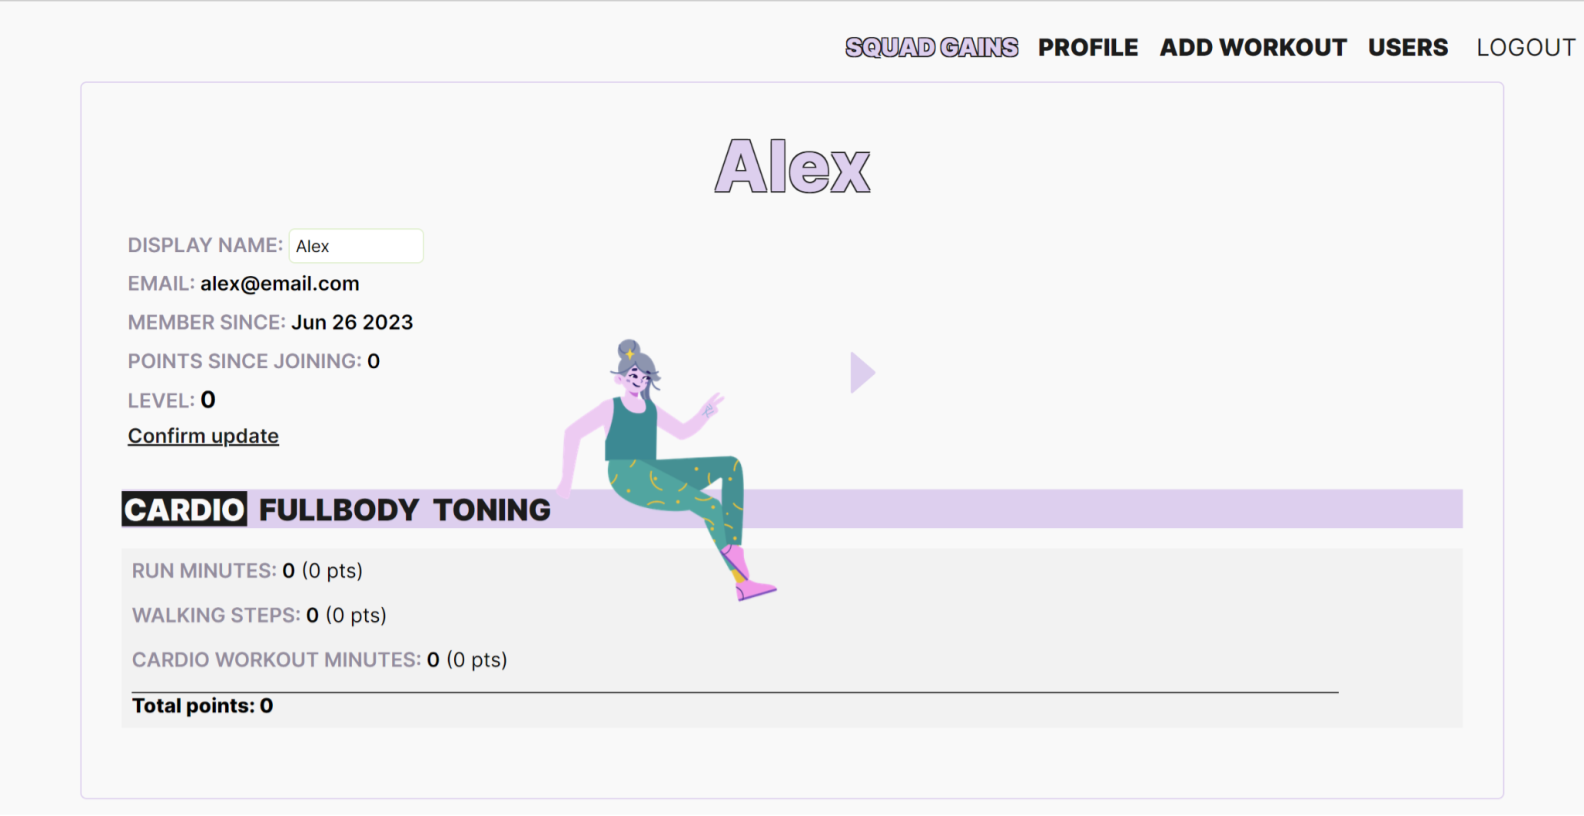 SQUAD GAINS PROFILE ADD WORKOUT USERS LOGOUT
Alex
DISPLAY NAME: Alex
EMAIL: alex@email.com
MEMBER SINCE: Jun 26 2023
POINTS SINCE JOINING: 0
LEVEL: 0
Confirm update
CARDIO FULLBODY TONING
RUN MINUTES: 0 (0 pts)
WALKING STEPS: 0 (0 pts)
CARDIO WORKOUT MINUTES: 0 (0 pts)
Total points: 0